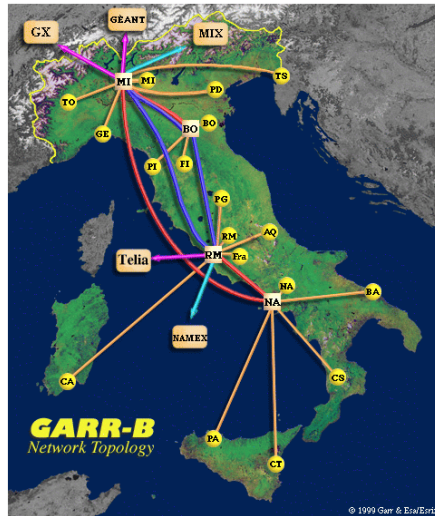 GÉANT
GX
MIX
MI
MI
TS
TO
PD
GE
BO
BO
PI
FI
PG
RM
AQ
RM
Fra
Telia
NA
NA
BA
NAMEX
CA
CS
GARR-B
Network Topology
PA
CT
© 1999 Garr & Esa/Esrin